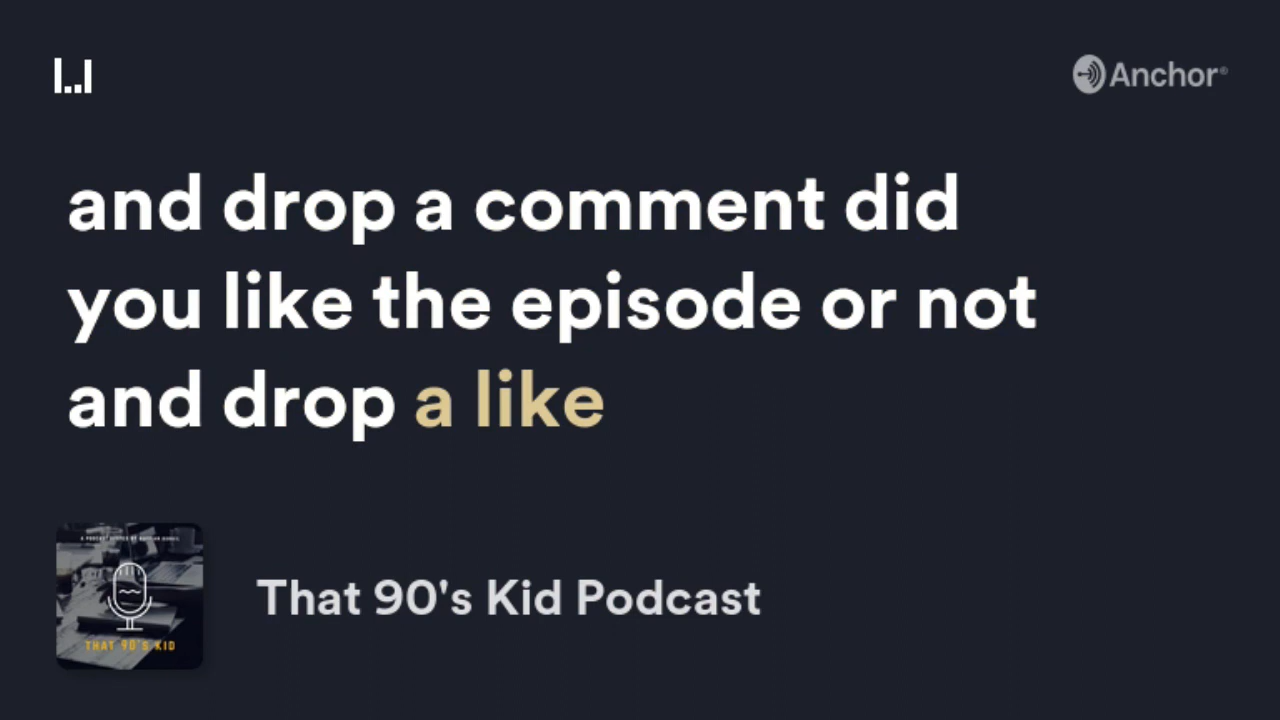 Anchor®
and drop a comment did
you like the episode or not
and drop a like
THAT 90'S KID
That 90's Kid Podcast